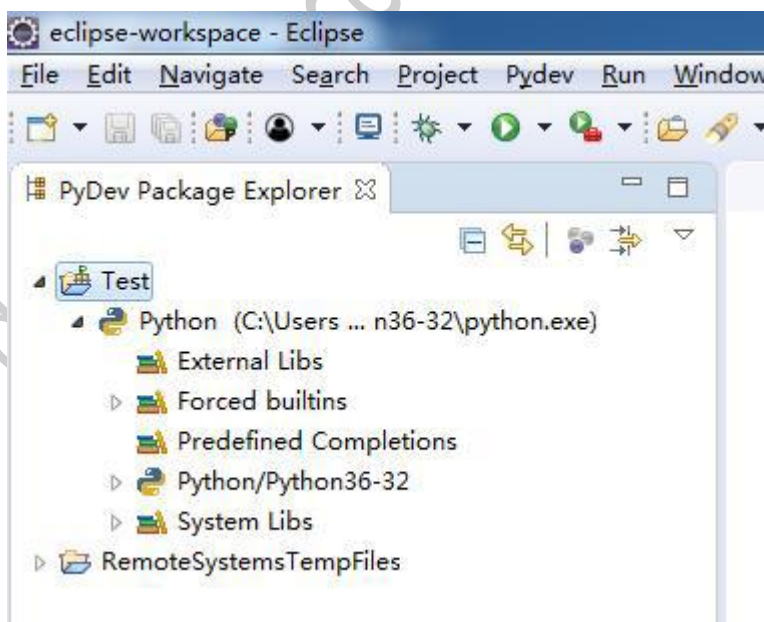 eclipse-workspace - Eclipse
File Edit Navigate Search Project Pydev Run Window
PyDev Package Explorer
Test
Python (C:\Users ... n36-32\python.exe)
External Libs
Forced builtins
Predefined Completions
Python/Python36-32
System Libs
RemoteSystemsTempFiles